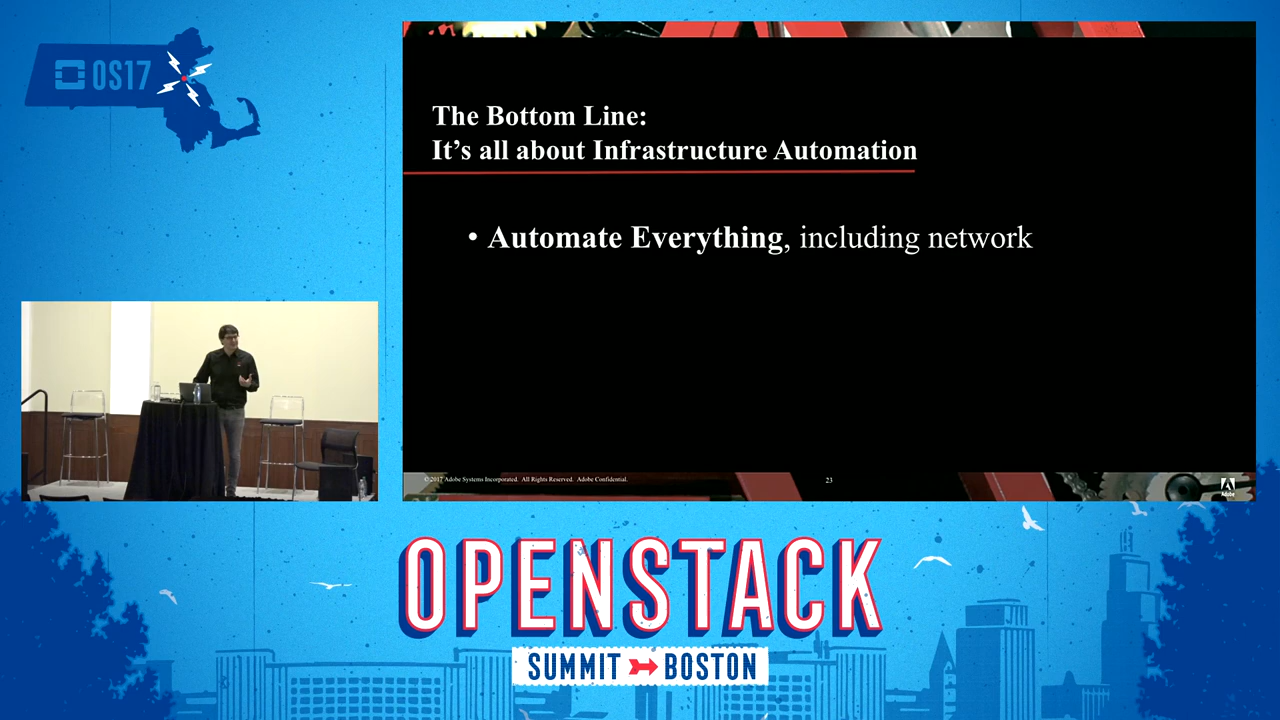 OS17
The Bottom Line:
It’s all about Infrastructure Automation
• Automate Everything, including network
©2017 Adobe Systems Incorporated. All Rights Reserved. Adobe Confidential.
23
Adobe
OPENSTACK
SUMMIT BOSTON